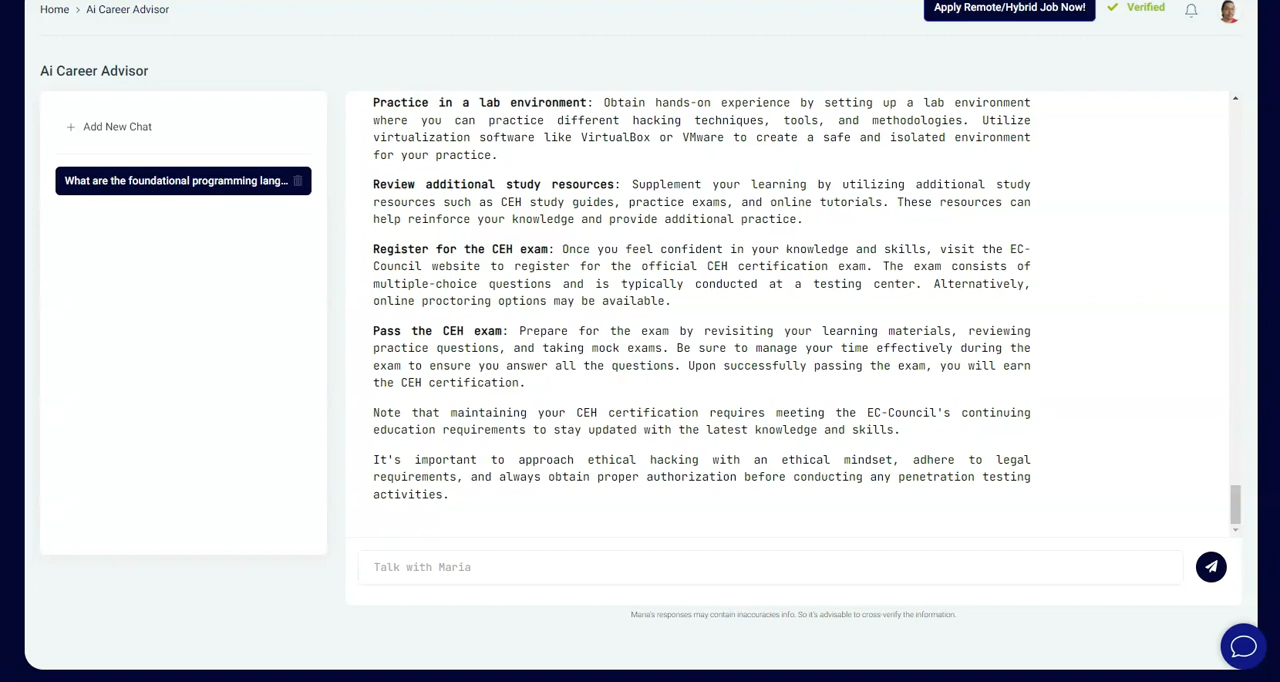 Home > Ai Career Advisor
Apply Remote/Hybrid Job Now!
Verified
Ai Career Advisor
+ Add New Chat
What are the foundational programming lang...
Practice in a lab environment: Obtain hands-on experience by setting up a lab environment
where you can practice different hacking techniques, tools, and methodologies. Utilize
virtualization software like VirtualBox or VMware to create a safe and isolated environment
for your practice.
Review additional study resources: Supplement your learning by utilizing additional study
resources such as CEH study guides, practice exams, and online tutorials. These resources can
help reinforce your knowledge and provide additional practice.
Register for the CEH exam: Once you feel confident in your knowledge and skills, visit the EC-
Council website to register for the official CEH certification exam. The exam consists of
multiple-choice questions and is typically conducted at a testing center. Alternatively,
online proctoring options may be available.
Pass the CEH exam: Prepare for the exam by revisiting your learning materials, reviewing
practice questions, and taking mock exams. Be sure to manage your time effectively during the
exam to ensure you answer all the questions. Upon successfully passing the exam, you will earn
the CEH certification.
Note that maintaining your CEH certification requires meeting the EC-Council's continuing
education requirements to stay updated with the latest knowledge and skills.
It's important to approach ethical hacking with an ethical mindset, adhere to legal
requirements, and always obtain proper authorization before conducting any penetration testing
activities.
Talk with Maria
Maria's responses may contain inaccuracies info. So it's advisable to cross-verify the information.